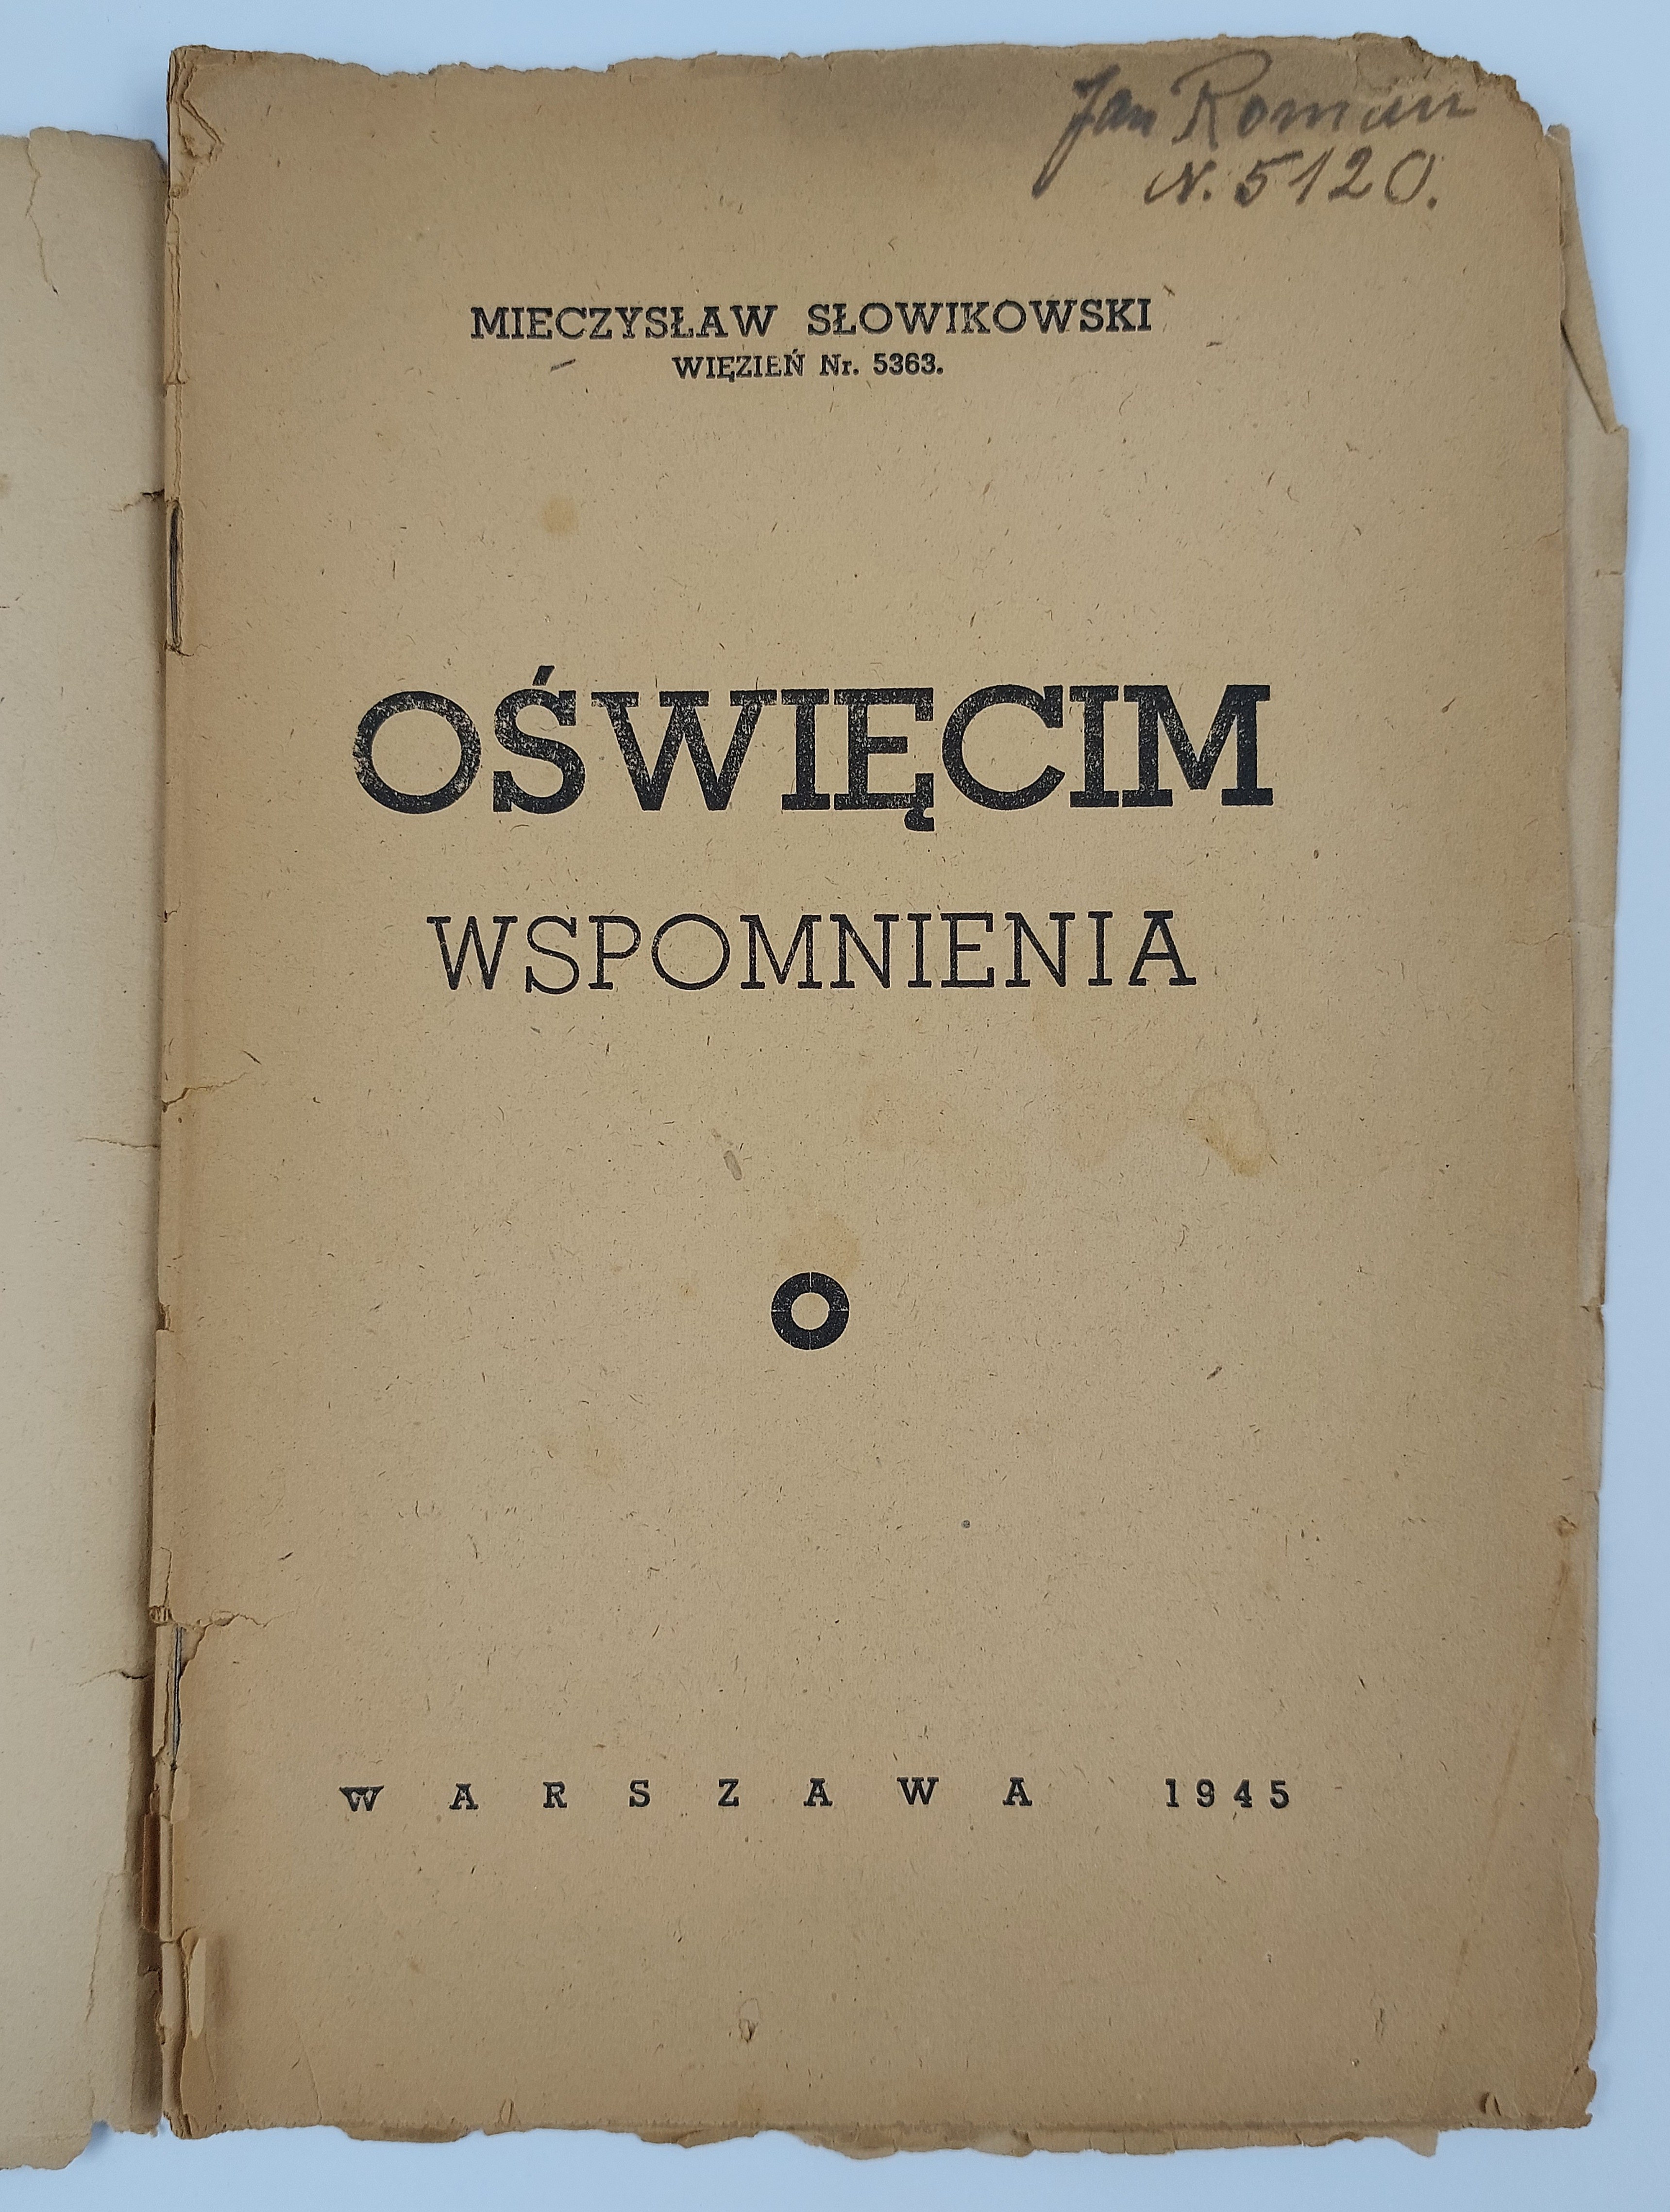 Jan Roman
N. 5120.
MIECZYSŁAW SŁOWIKOWSKI
WIĘZIEŃ Nr. 5363.
OŚWIĘCIM
WSPOMNIENIA
WARSZAWA 1945